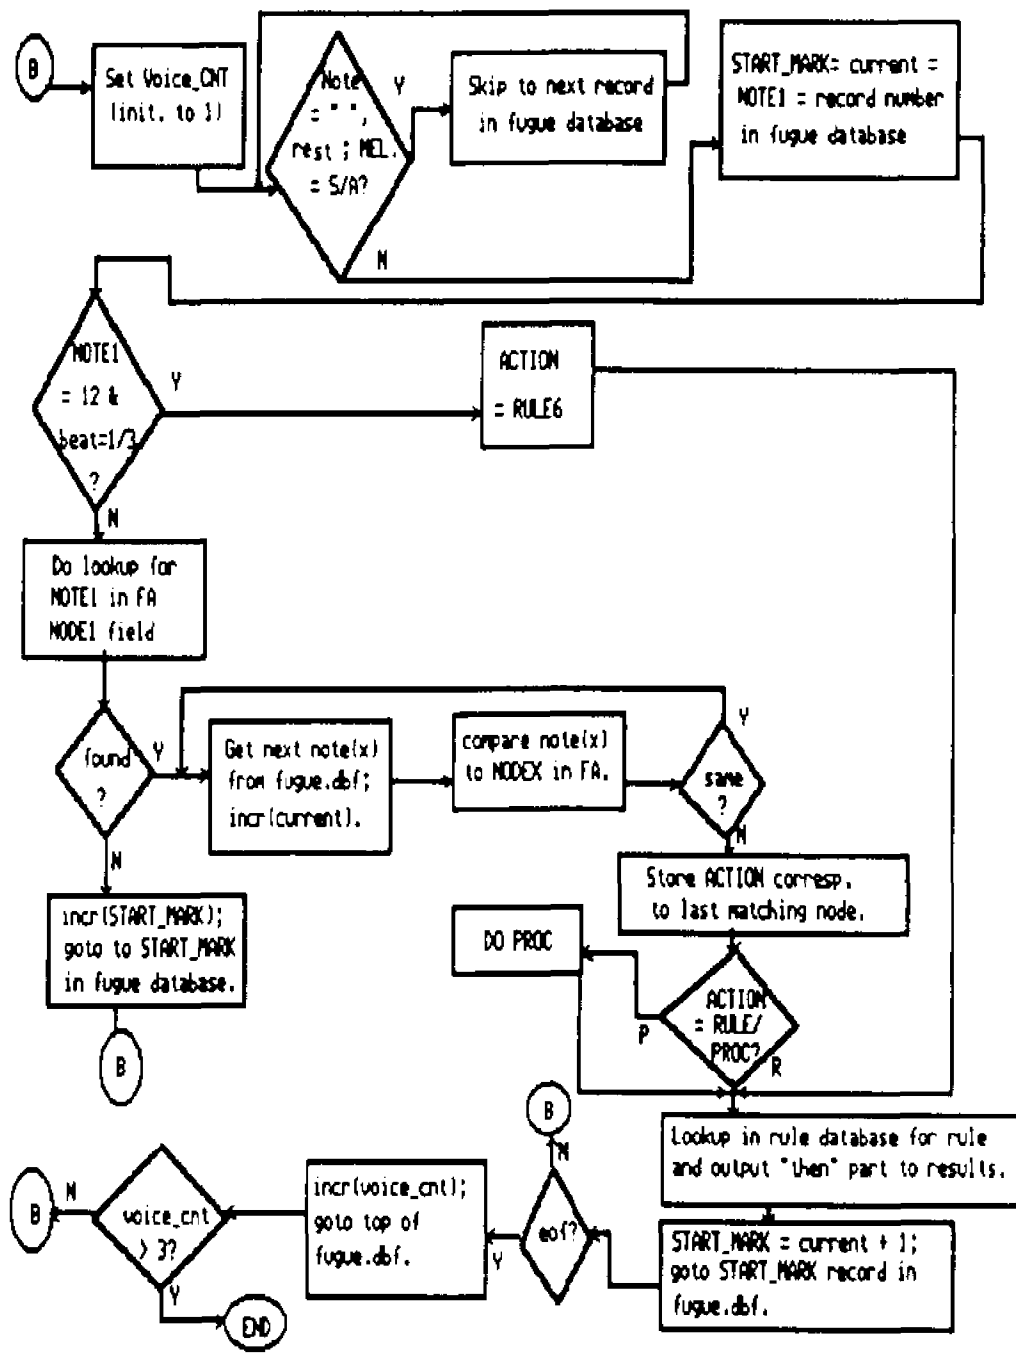 B
Set Voice_CNT
(init. to 1)
Note
= " ",
rest ; MEL.
= S/A?
Y
N
Skip to next record
in fugue database
START_MARK= current =
NOTE1 = record number
in fugue database
NOTE1
= 12 &
beat=1/3
?
Y
N
ACTION
= RULE6
Do lookup for
NOTE1 in FA
NODE1 field
found
?
Y
N
Get next note(x)
from fugue.dbf;
incr(current).
compare note(x)
to NODEX in FA.
same
?
Y
N
incr(START_MARK);
goto to START_MARK
in fugue database.
B
Store ACTION corresp.
to last matching node.
DO PROC
ACTION
= RULE/
PROC?
P
R
Lookup in rule database for rule
and output "then" part to results.
START_MARK = current + 1;
goto START_MARK record in
fugue.dbf.
B
N
eof?
Y
incr(voice_cnt);
goto top of
fugue.dbf.
voice_cnt
> 3?
N
B
Y
END